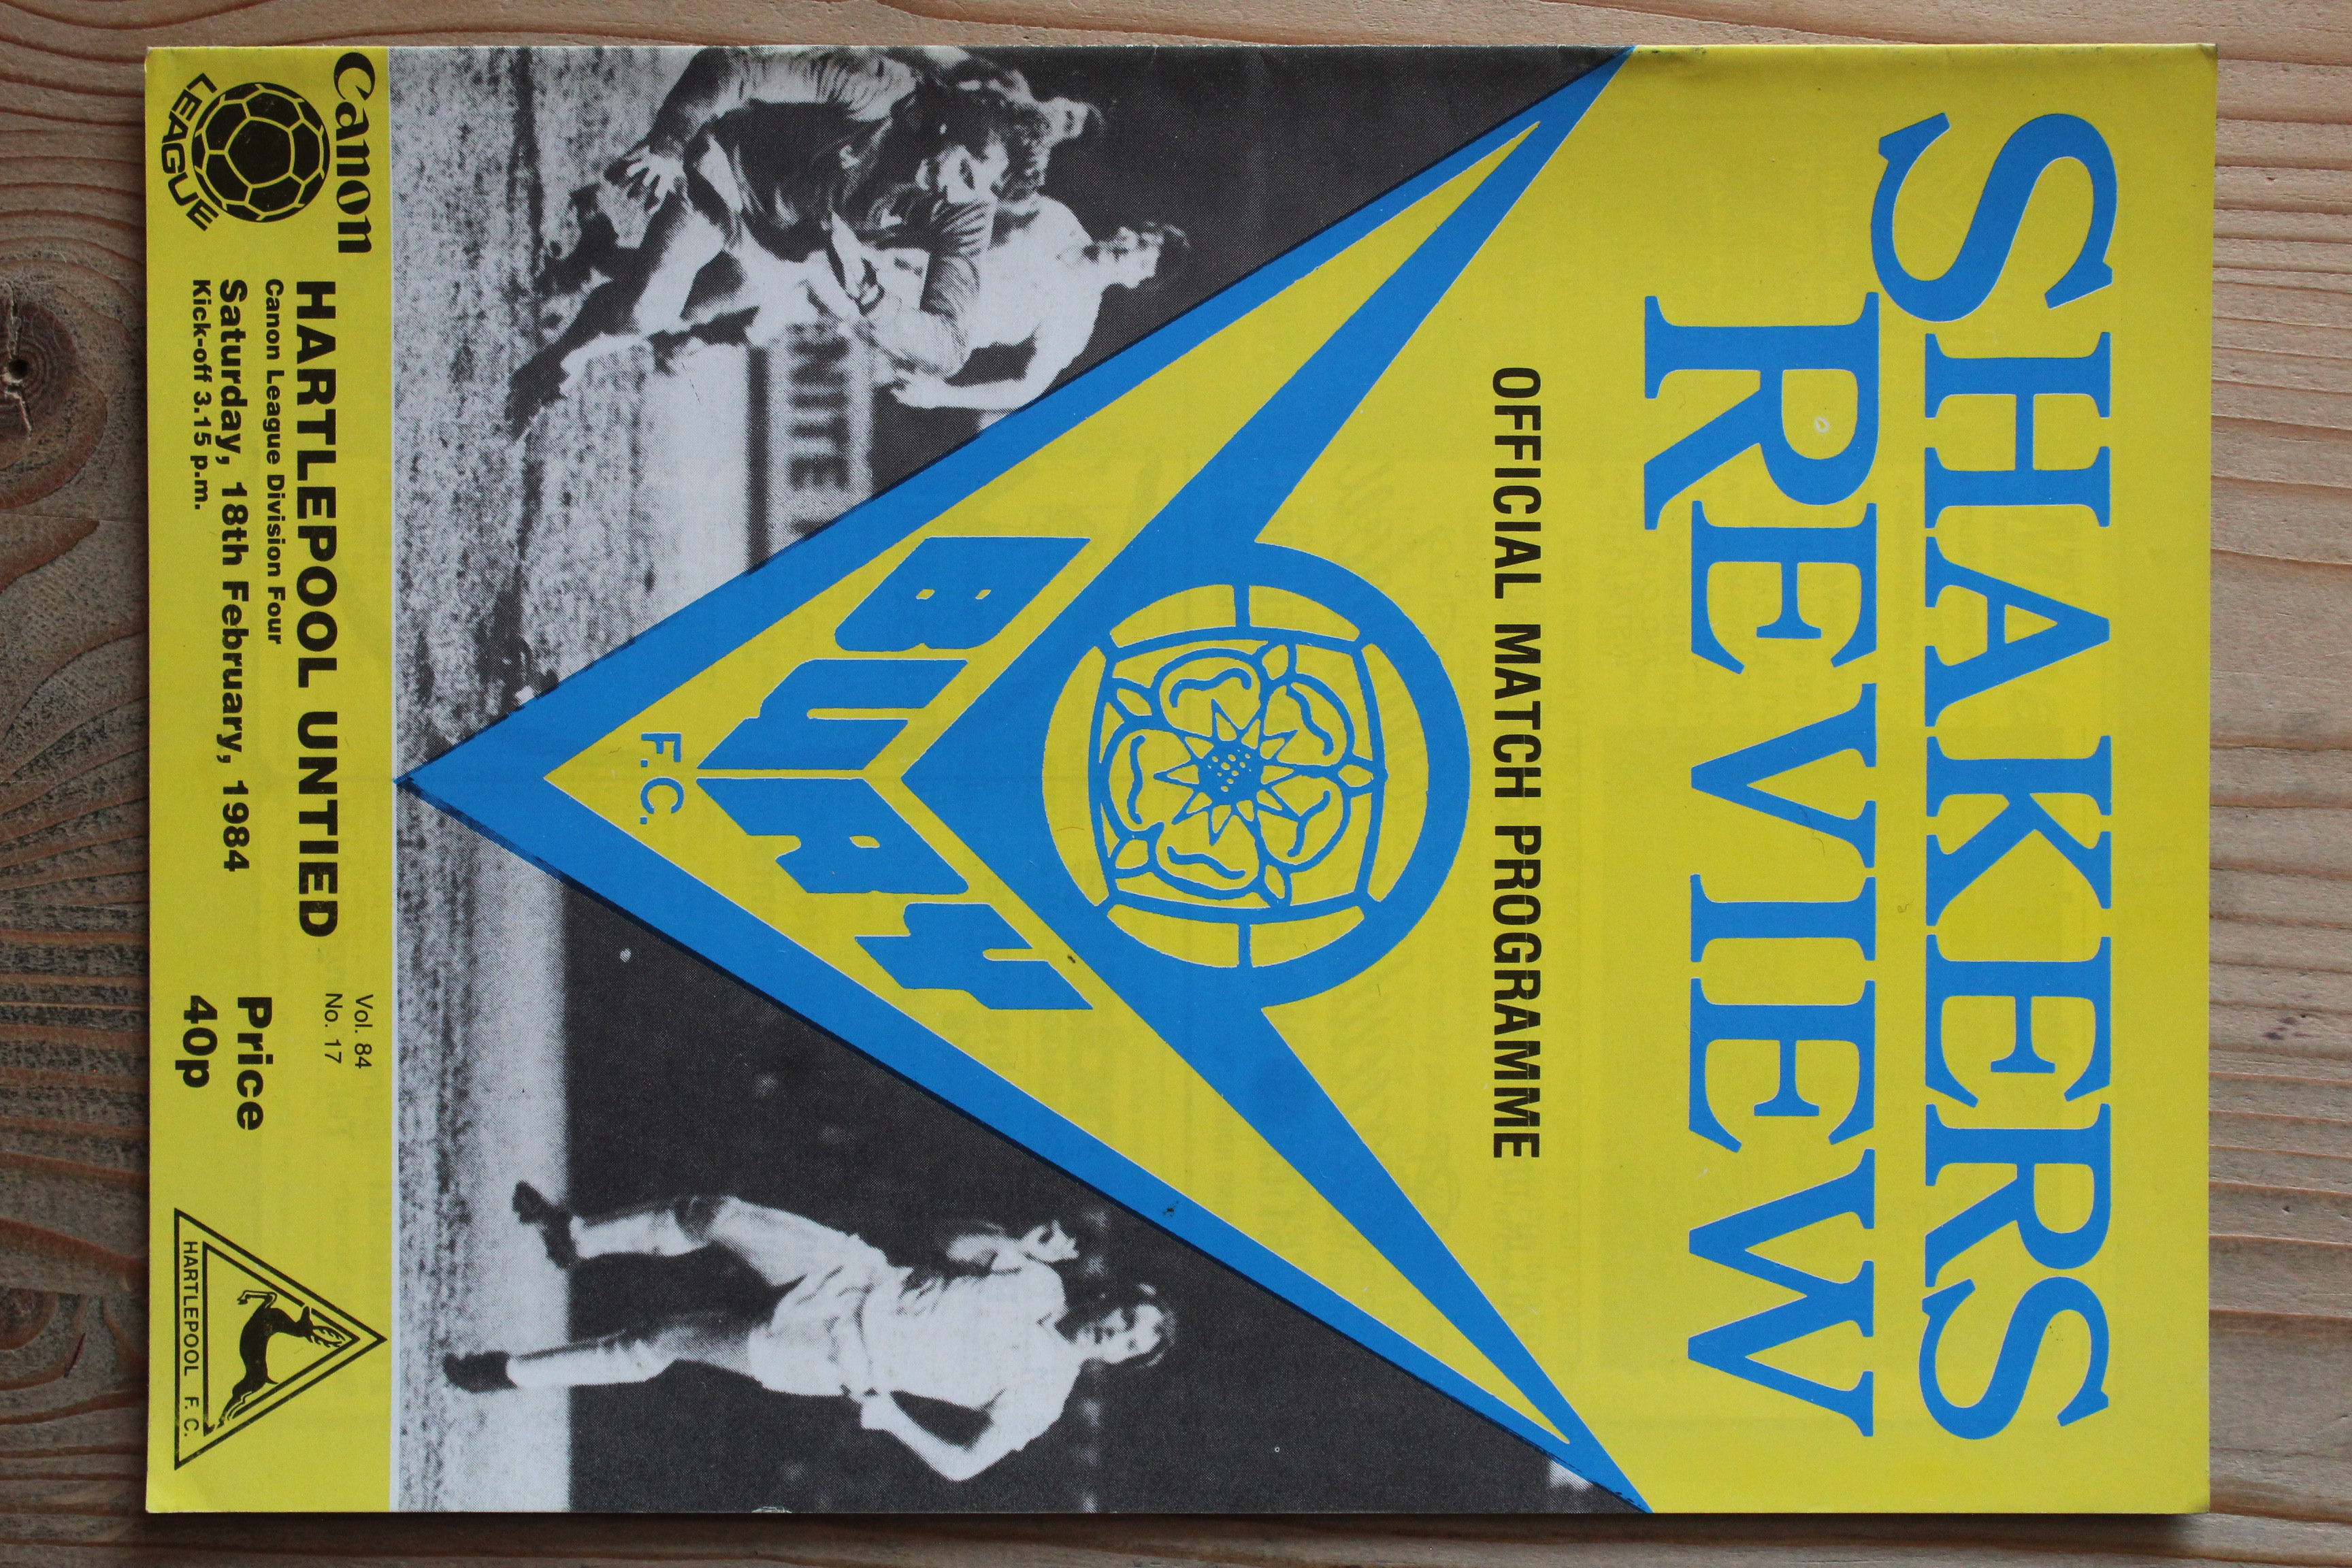 SHAKERS
REVIEW
OFFICIAL MATCH PROGRAMME
BURY
F.C.
NITE
Canon
LEAGUE
HARTLEPOOL UNTIED
Canon League Division Four
Saturday, 18th February, 1984
Kick-off 3.15 p.m.
Vol. 84
No. 17
Price
40p
HARTLEPOOL F.C.